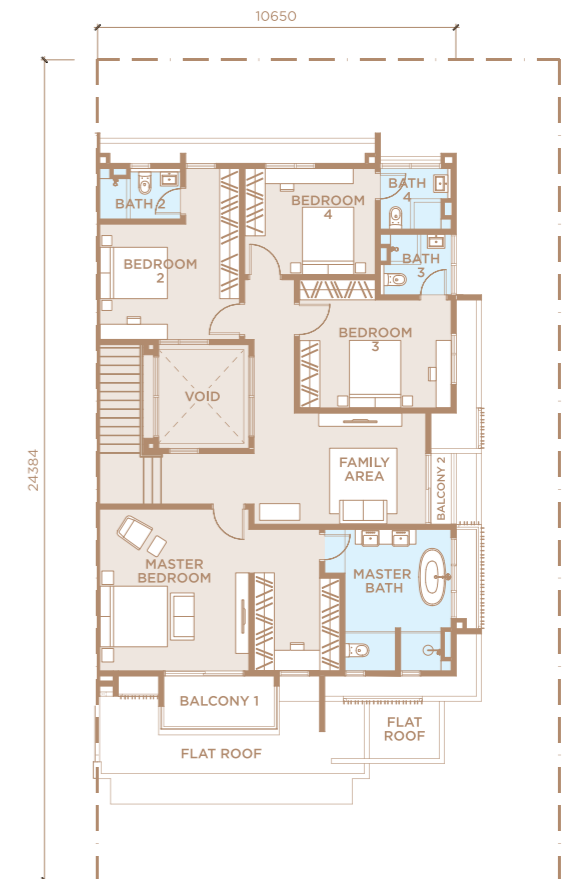 10650
BATH 2
BEDROOM
4
BATH
4
BEDROOM
2
BATH
3
BEDROOM
3
VOID
24384
FAMILY
AREA
BALCONY 2
MASTER
BEDROOM
MASTER
BATH
BALCONY 1
FLAT
ROOF
FLAT ROOF